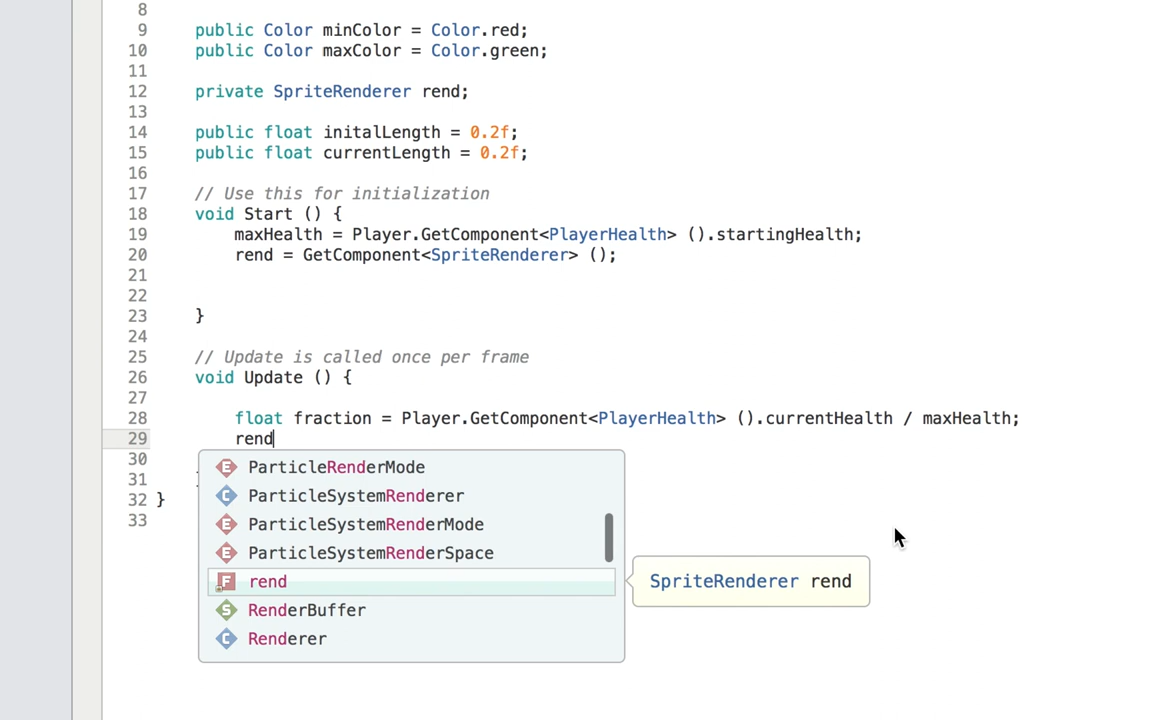 8
9 public Color minColor = Color.red;
10 public Color maxColor = Color.green;
11
12 private SpriteRenderer rend;
13
14 public float initalLength = 0.2f;
15 public float currentLength = 0.2f;
16
17 // Use this for initialization
18 void Start () {
19 maxHealth = Player.GetComponent<PlayerHealth> ().startingHealth;
20 rend = GetComponent<SpriteRenderer> ();
21
22
23 }
24
25 // Update is called once per frame
26 void Update () {
27
28 float fraction = Player.GetComponent<PlayerHealth> ().currentHealth / maxHealth;
29 rend
30
31
32 }
33
E ParticleRenderMode
C ParticleSystemRenderer
E ParticleSystemRenderMode
E ParticleSystemRenderSpace
F rend
SpriteRenderer rend
S RenderBuffer
C Renderer